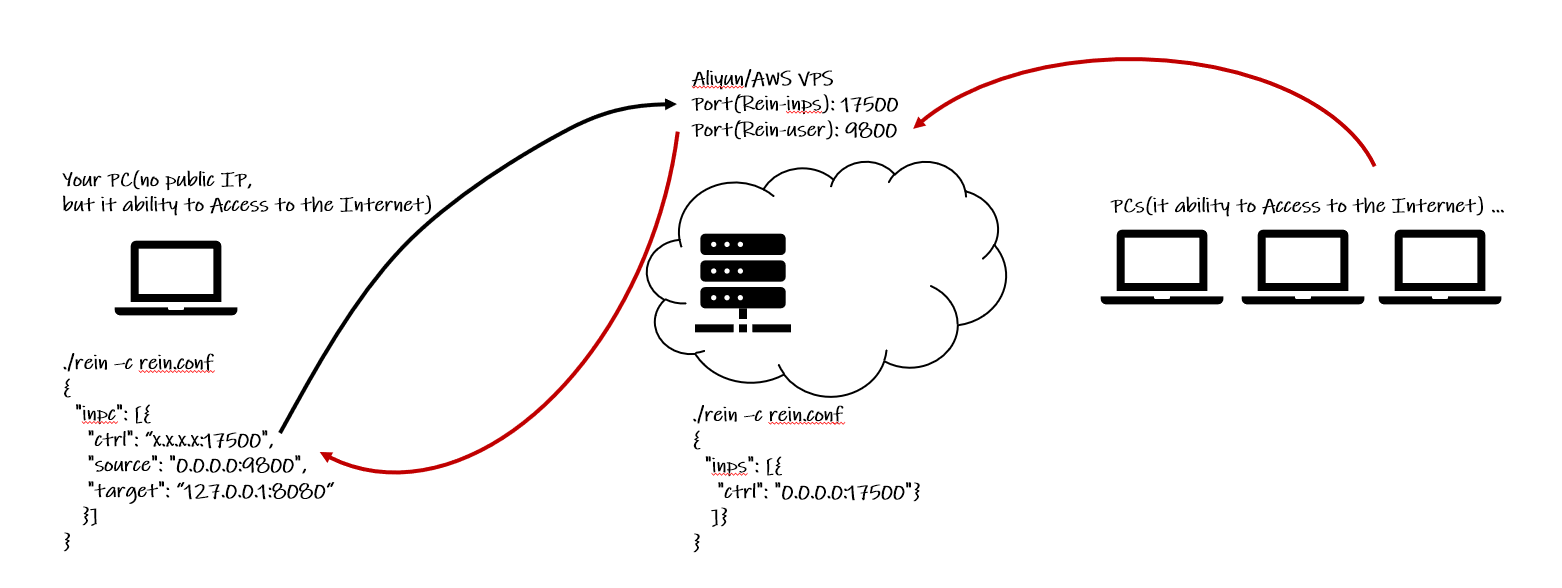 Aliyun/AWS VPS
Port(Rein-inps): 17500
Port(Rein-user): 9800
Your PC(no public IP,
but it ability to Access to the Internet)
PCs(it ability to Access to the Internet) ...
./rein –c rein.conf
{
"inpc": [{
"ctrl": “x.x.x.x:17500",
"source": "0.0.0.0:9800",
"target": “127.0.0.1:8080”
}]
}
./rein –c rein.conf
{
"inps": [{
"ctrl": "0.0.0.0:17500"}
]}
}